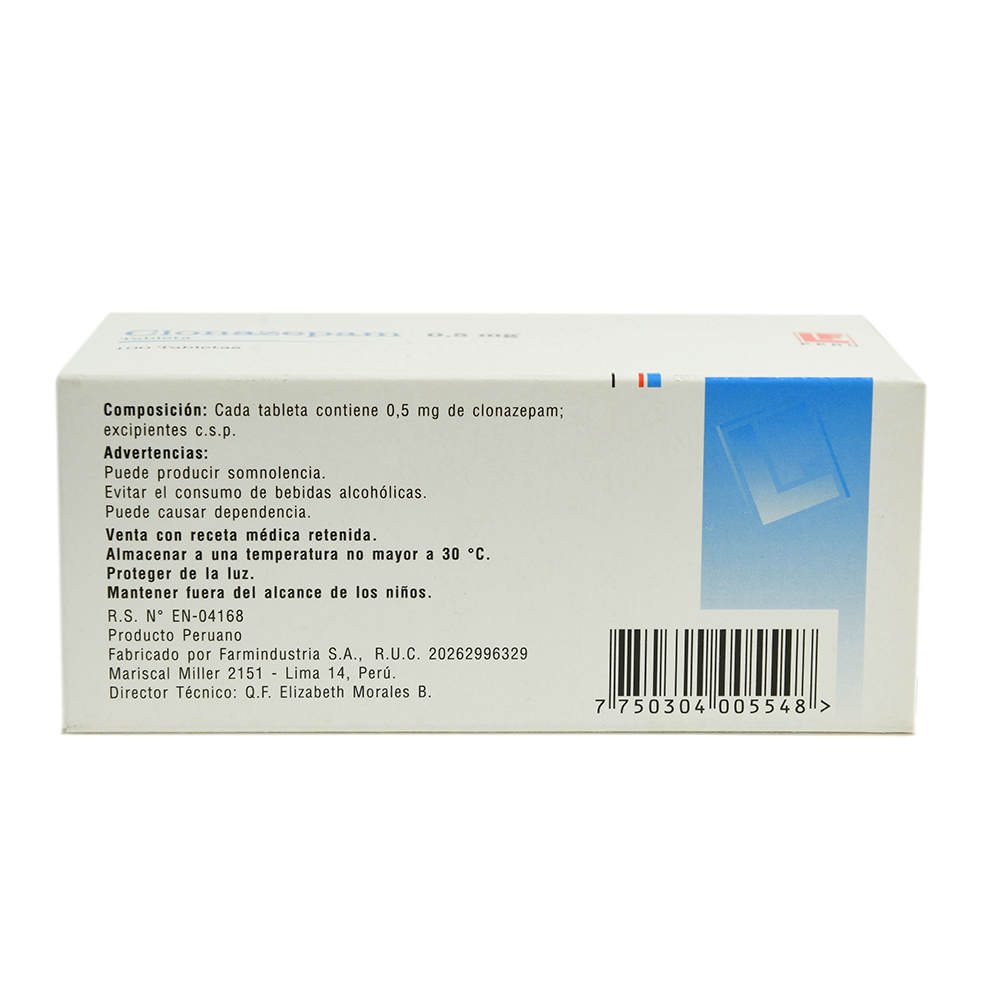 Clonazepam 0,5 mg
Tableta
100 Tabletas
PERU
Composición: Cada tableta contiene 0,5 mg de clonazepam;
excipientes c.s.p.
Advertencias:
Puede producir somnolencia.
Evitar el consumo de bebidas alcohólicas.
Puede causar dependencia.
Venta con receta médica retenida.
Almacenar a una temperatura no mayor a 30 °C.
Proteger de la luz.
Mantener fuera del alcance de los niños.
R.S. N° EN-04168
Producto Peruano
Fabricado por Farmindustria S.A., R.U.C. 20262996329
Mariscal Miller 2151 - Lima 14, Perú.
Director Técnico: Q.F. Elizabeth Morales B.
7 750304 005548 >